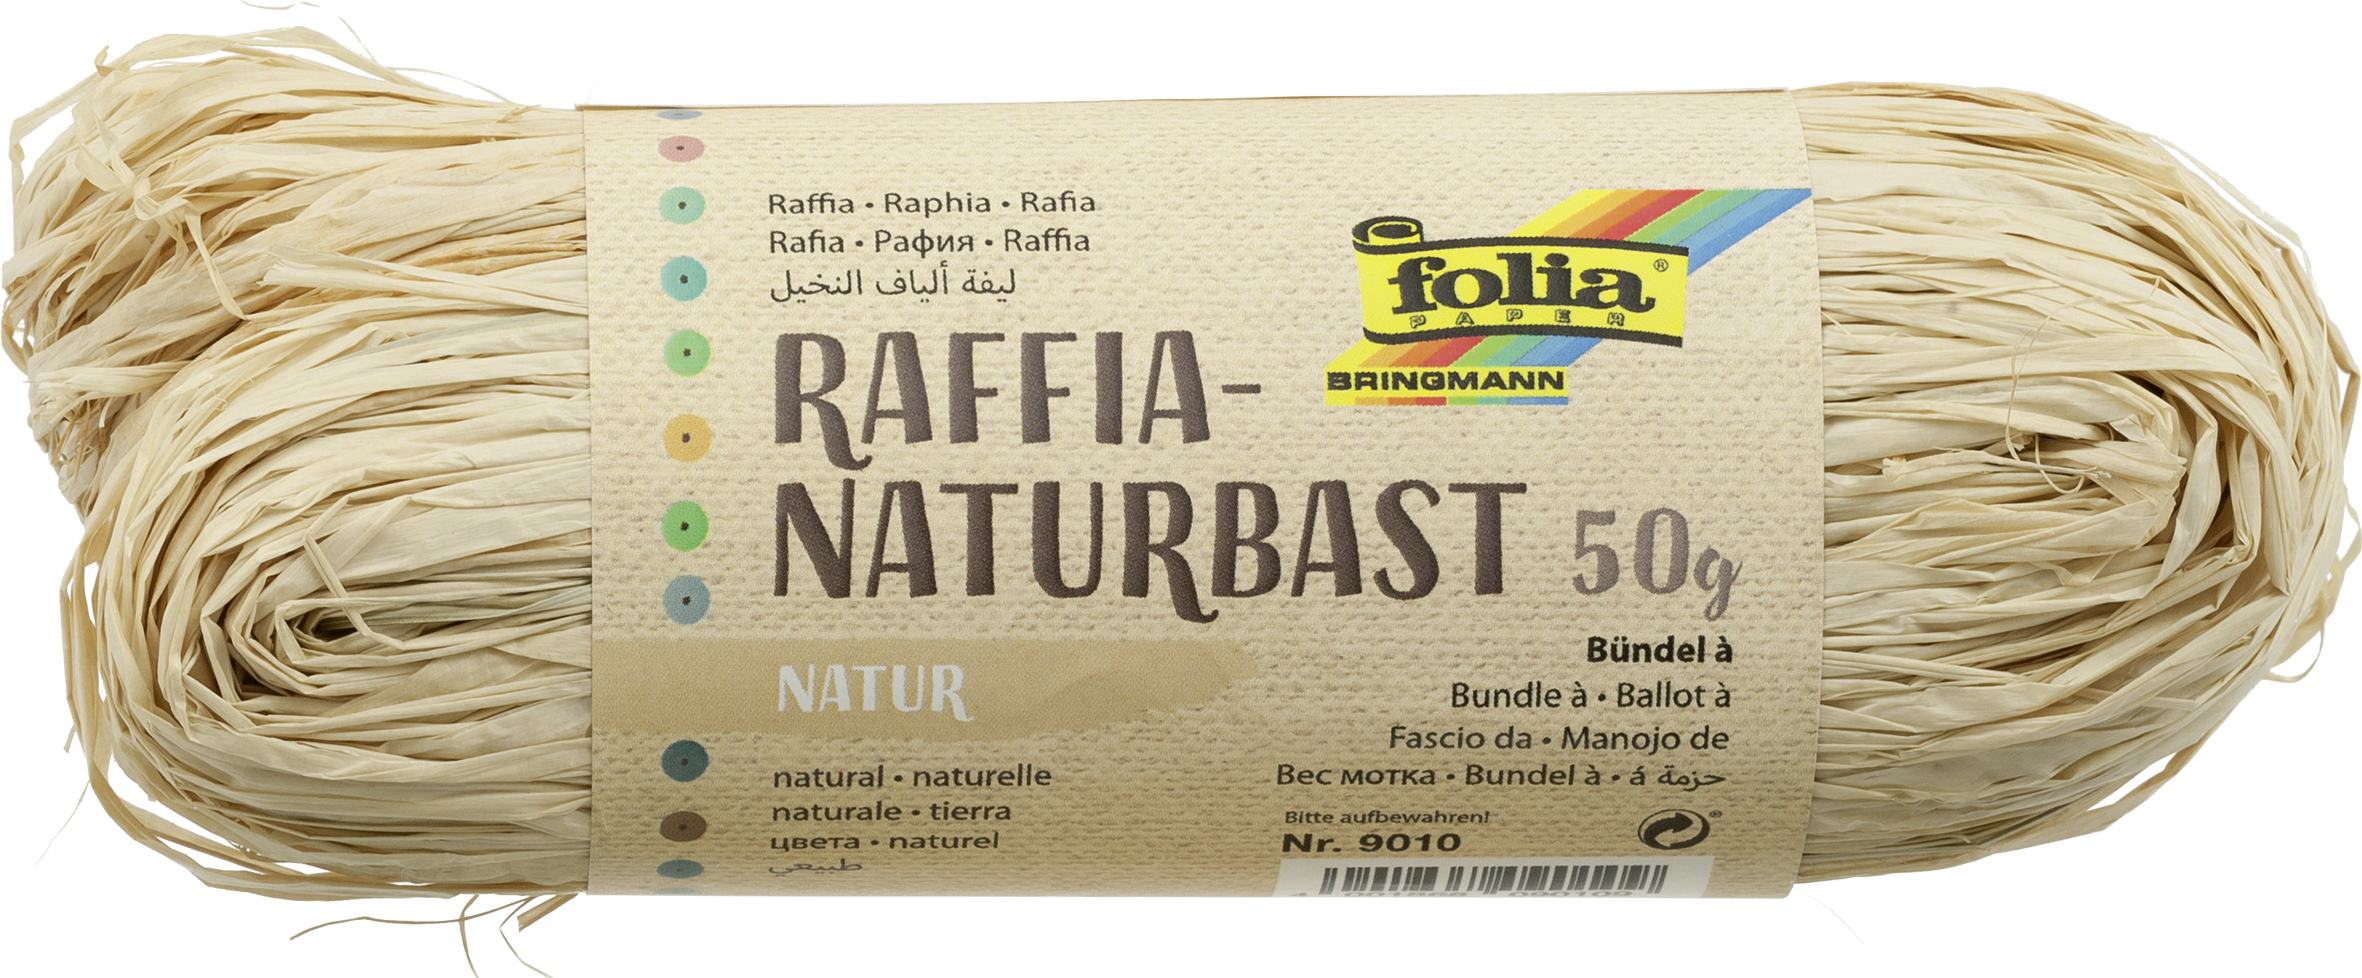 Raffia • Raphia • Rafia
Rafia • Рафия • Raffia
ليفة ألياف النخيل
folia®
PAPER
BRINGMANN
RAFFIA-
NATURBAST 50g
NATUR
Bündel à
Bundle à • Ballot à
Fascio da • Manojo de
Вес мотка • Bundel à • á حزمة
natural • naturelle
naturale • tierra
цвета • naturel
طبيعي
Bitte aufbewahren!
Nr. 9010